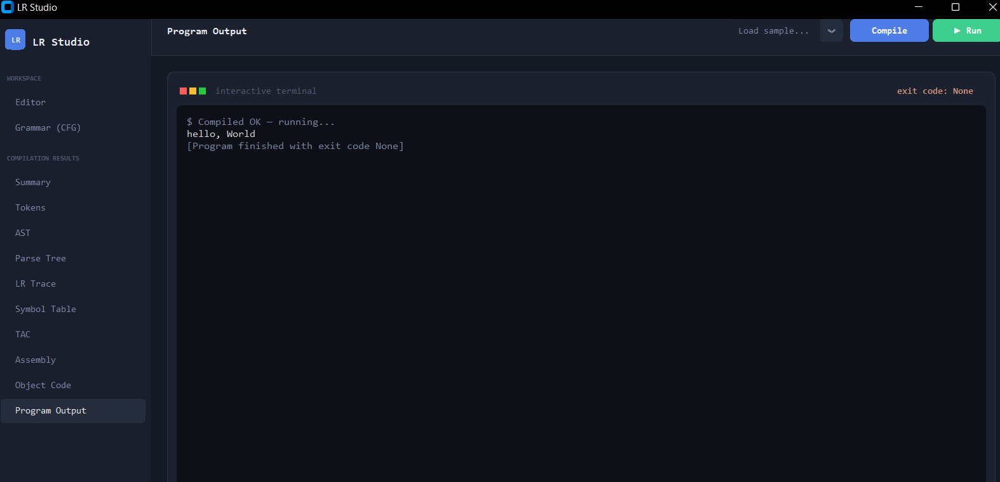 LR Studio
LR LR Studio
Program Output
Load sample...
Compile
▶ Run
WORKSPACE
Editor
Grammar (CFG)
COMPILATION RESULTS
Summary
Tokens
AST
Parse Tree
LR Trace
Symbol Table
TAC
Assembly
Object Code
Program Output
interactive terminal
exit code: None
$ Compiled OK — running...
hello, World
[Program finished with exit code None]